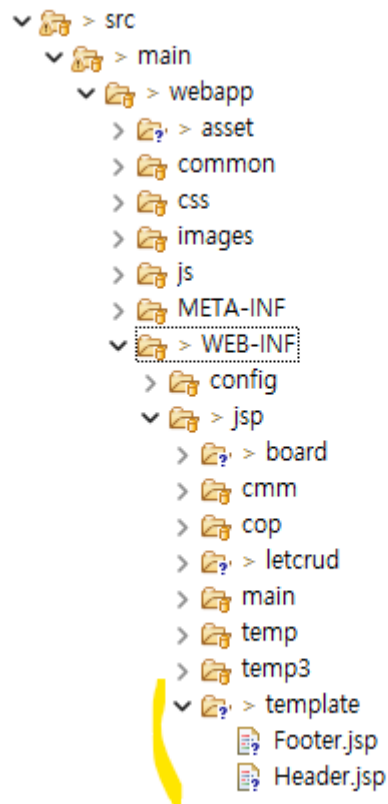 > src
> main
> webapp
> asset
common
css
images
js
META-INF
> WEB-INF
config
> jsp
> board
cmm
cop
> letcrud
main
temp
temp3
> template
Footer.jsp
Header.jsp